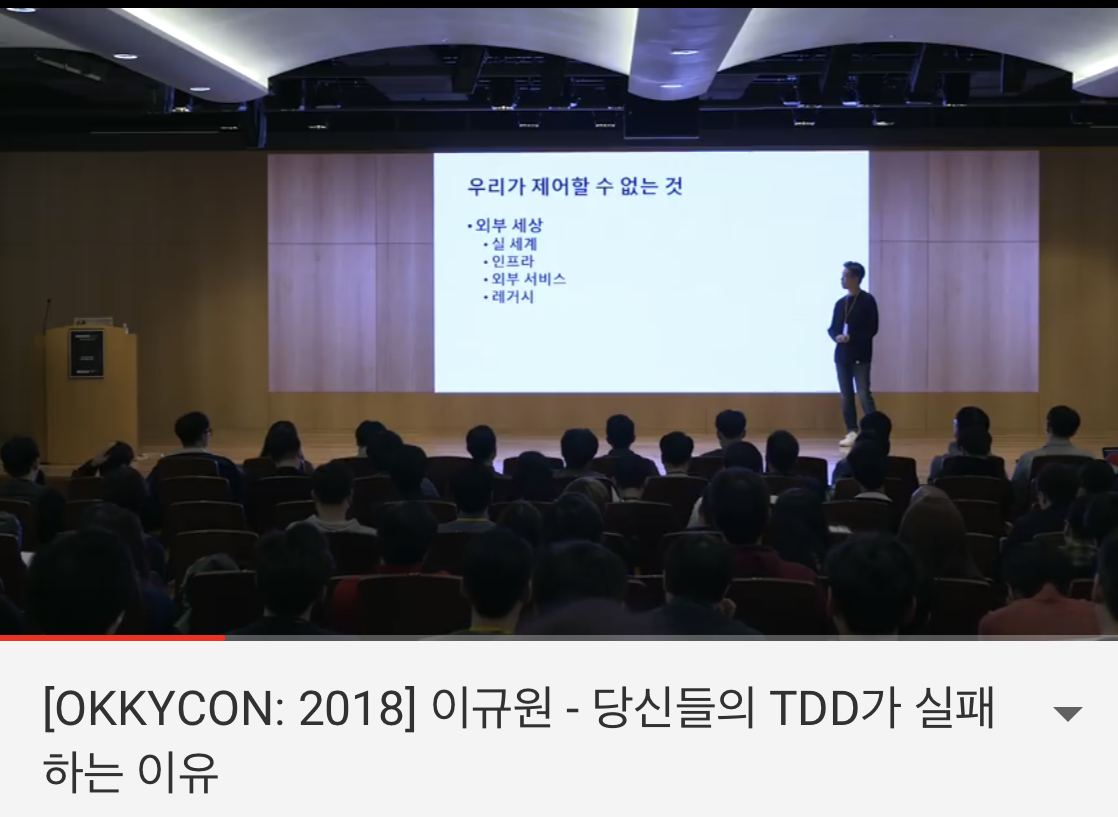 우리가 제어할 수 없는 것
•외부 세상
•실 세계
•인프라
•외부 서비스
•레거시
[OKKYCON: 2018] 이규원 - 당신들의 TDD가 실패
하는 이유